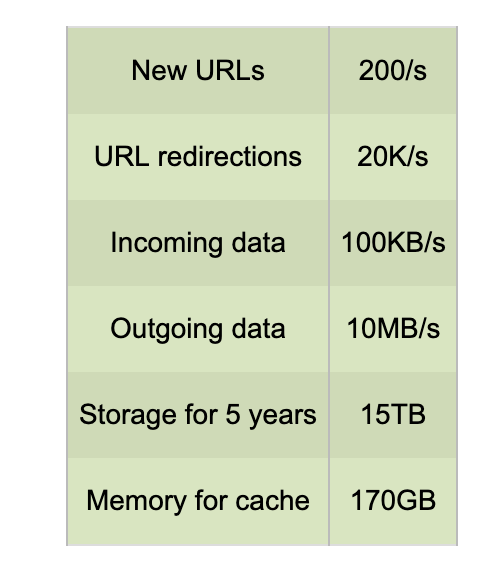 New URLs 200/s
URL redirections 20K/s
Incoming data 100KB/s
Outgoing data 10MB/s
Storage for 5 years 15TB
Memory for cache 170GB